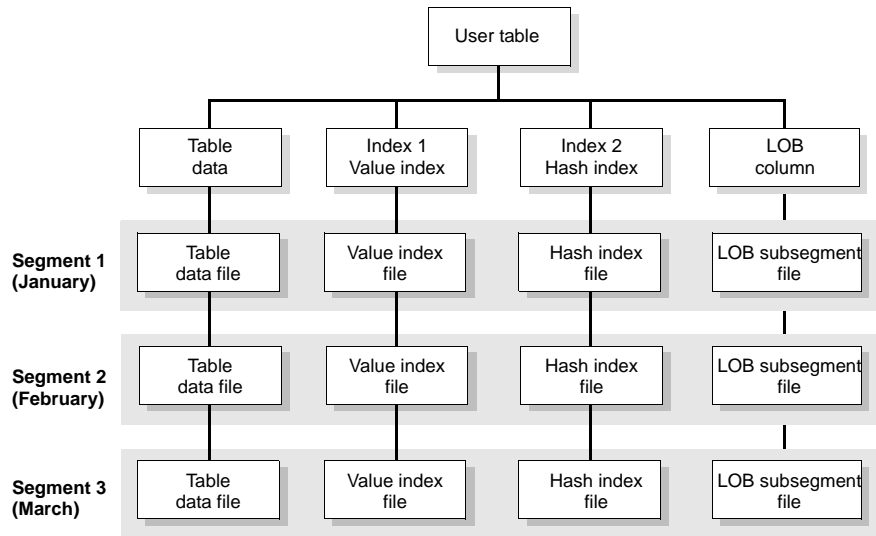 User table
Table
data
Index 1
Value index
Index 2
Hash index
LOB
column
Segment 1
(January)
Table
data file
Value index
file
Hash index
file
LOB subsegment
file
Segment 2
(February)
Table
data file
Value index
file
Hash index
file
LOB subsegment
file
Segment 3
(March)
Table
data file
Value index
file
Hash index
file
LOB subsegment
file